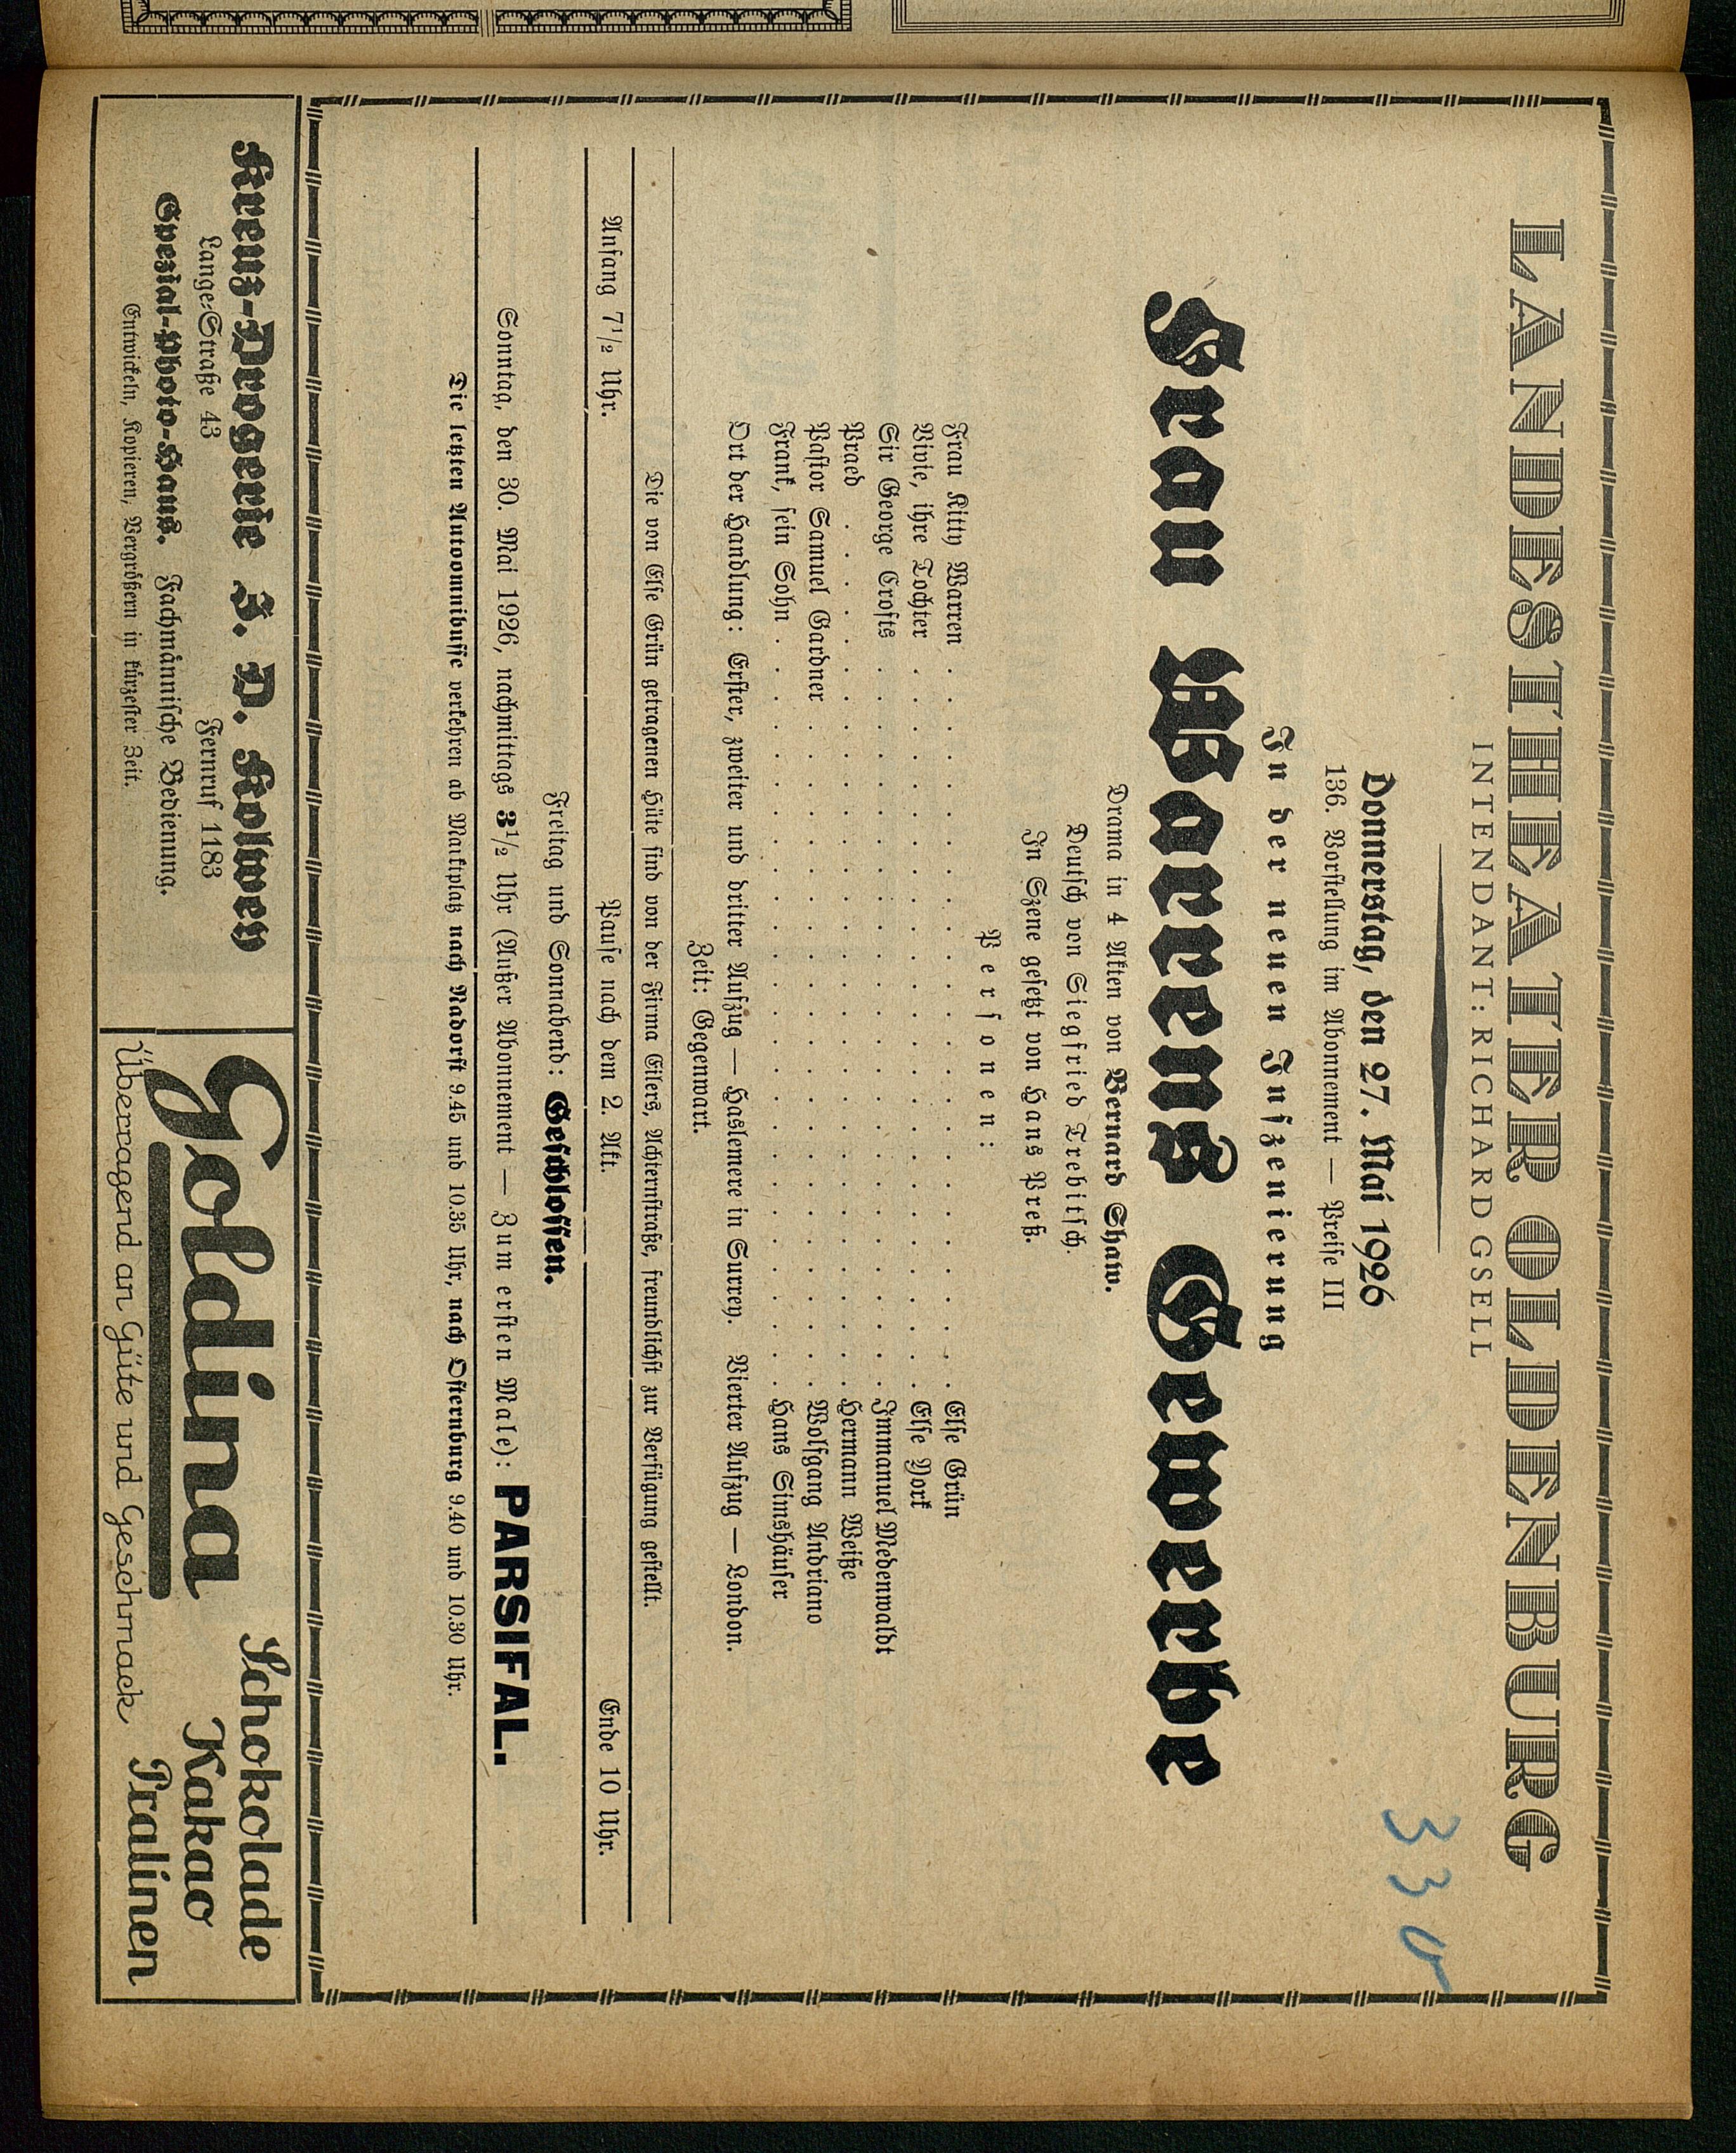 LANDESTHEATER OLDENBURG
INTENDANT: RICHARD GSELL
330
Donnerstag, den 27. Mai 1926
136. Vorstellung im Abonnement — Preise III
In der neuen Inszenierung
Frau Warrens Gewerbe
Drama in 4 Akten von Bernard Shaw.
Deutsch von Siegfried Trebitsch.
In Szene gesetzt von Hans Preß.
Personen:
Frau Kitty Warren . . . . . . . . . . . . . . . . . . . . Else Grün
Vivie, ihre Tochter . . . . . . . . . . . . . . . . . . . . Else York
Sir George Crofts . . . . . . . . . . . . . . . . . . . . Immanuel Medenwaldt
Praed . . . . . . . . . . . . . . . . . . . . . . . . Hermann Weiße
Pastor Samuel Gardner . . . . . . . . . . . . . . . . . . Wolfgang Andriano
Frank, sein Sohn . . . . . . . . . . . . . . . . . . . . . Hans Simshäuser
Ort der Handlung: Erster, zweiter und dritter Aufzug — Haslemere in Surrey. Vierter Aufzug — London.
Zeit: Gegenwart.
Die von Else Grün getragenen Hüte sind von der Firma Eilers, Achternstraße, freundlichst zur Verfügung gestellt.
Anfang 7½ Uhr. Pause nach dem 2. Akt. Ende 10 Uhr.
Freitag und Sonnabend: Geschlossen.
Sonntag, den 30. Mai 1926, nachmittags 3½ Uhr (Außer Abonnement — Zum ersten Male): PARSIFAL.
Die letzten Autoomnibusse verkehren ab Marktplatz nach Nadorst 9.45 und 10.35 Uhr, nach Osternburg 9.40 und 10.30 Uhr.
Kreuz-Drogerie J. D. Kolwey
Lange-Straße 43 Fernruf 1183
Spezial-Photo-Haus. Fachmännische Bedienung.
Entwickeln, Kopieren, Vergrößern in kürzester Zeit.
Goldina
Schokolade
Kakao
Pralinen
Überragend an Güte und Geschmack